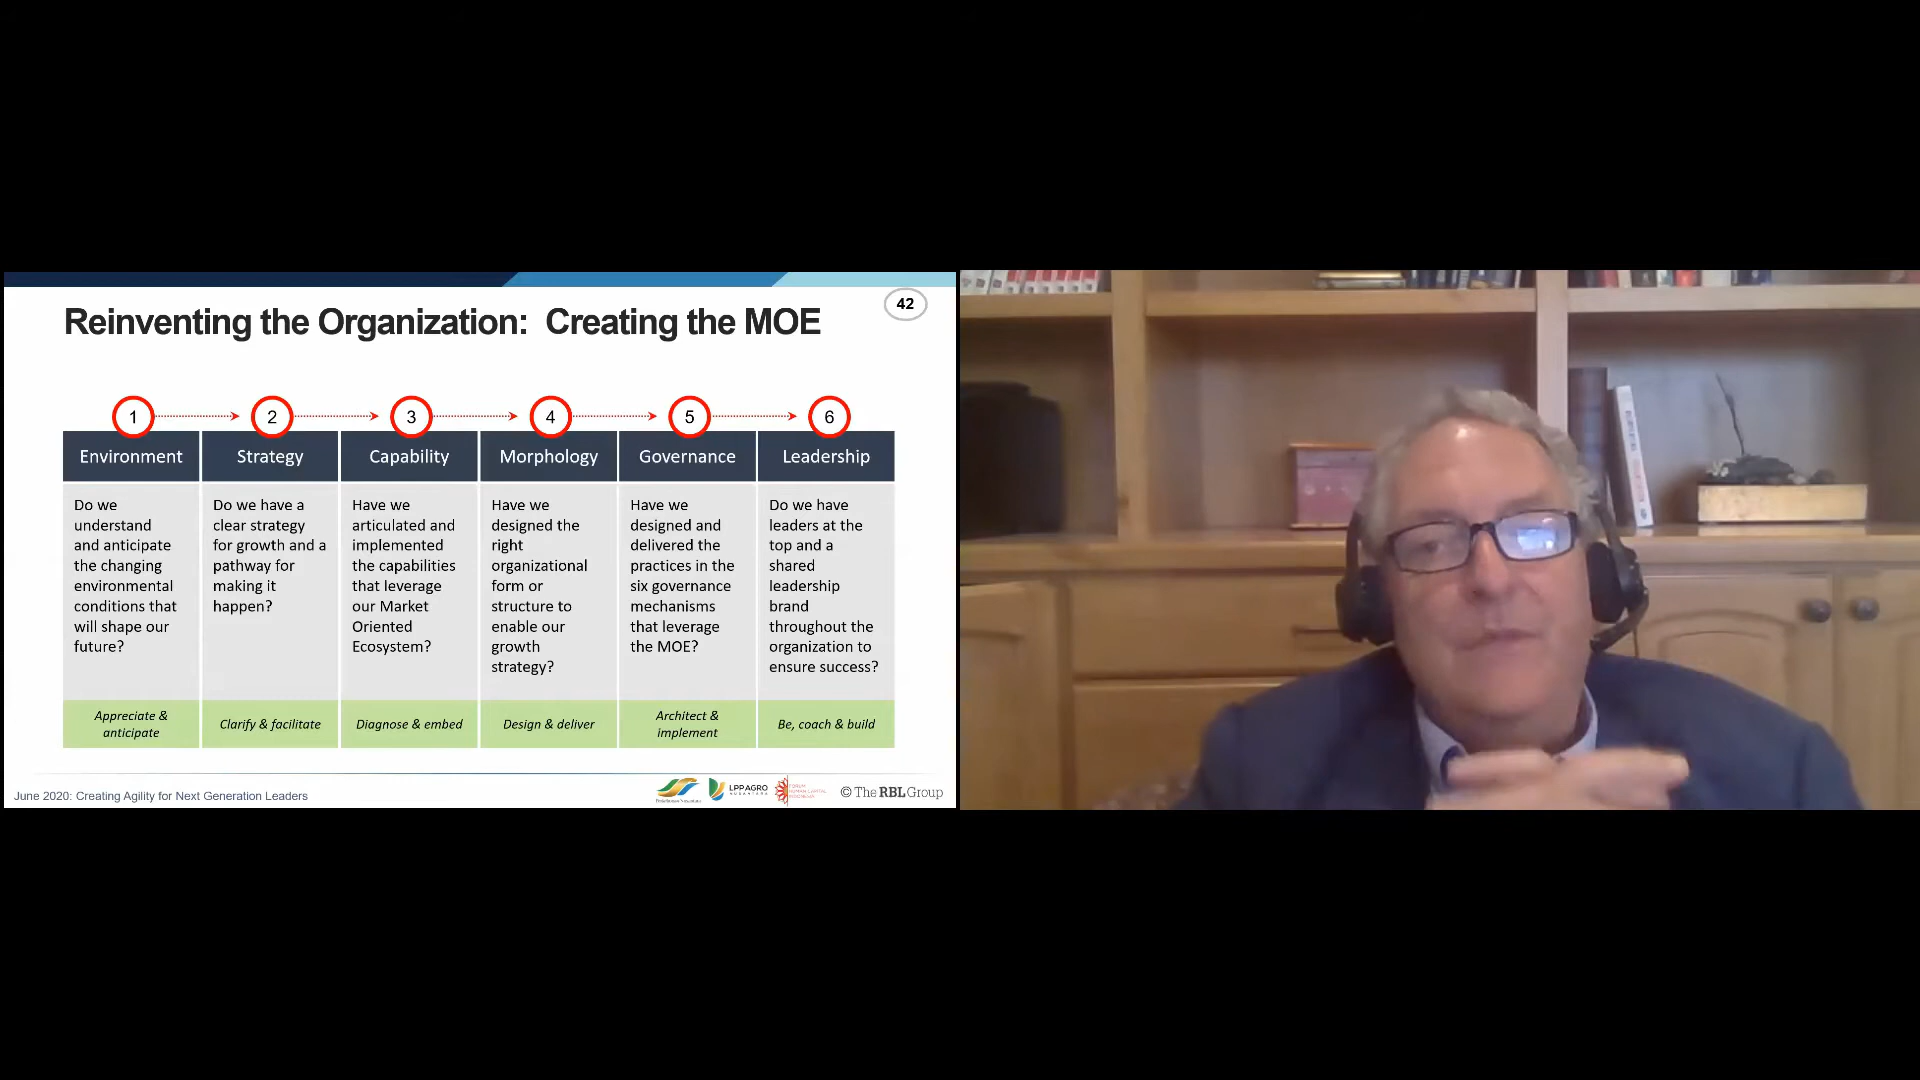 Reinventing the Organization: Creating the MOE
42
1
2
3
4
5
6
Environment
Strategy
Capability
Morphology
Governance
Leadership
Do we
understand
and anticipate
the changing
environmental
conditions that
will shape our
future?
Do we have a
clear strategy
for growth and a
pathway for
making it
happen?
Have we
articulated and
implemented
the capabilities
that leverage
our Market
Oriented
Ecosystem?
Have we
designed the
right
organizational
form or
structure to
enable our
growth
strategy?
Have we
designed and
delivered the
practices in the
six governance
mechanisms
that leverage
the MOE?
Do we have
leaders at the
top and a
shared
leadership
brand
throughout the
organization to
ensure success?
Appreciate &
anticipate
Clarify & facilitate
Diagnose & embed
Design & deliver
Architect &
implement
Be, coach & build
June 2020: Creating Agility for Next Generation Leaders
LPPAGRO
NUSANTARA
FORUM
HUMAN CAPITAL
INDONESIA
© The RBL Group